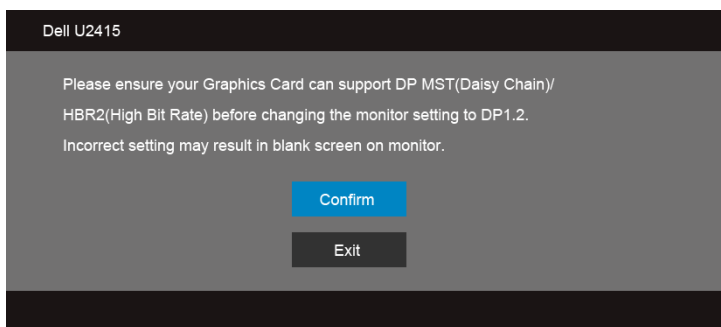 Dell U2415
Please ensure your Graphics Card can support DP MST(Daisy Chain)/
HBR2(High Bit Rate) before changing the monitor setting to DP1.2.
Incorrect setting may result in blank screen on monitor.
Confirm
Exit